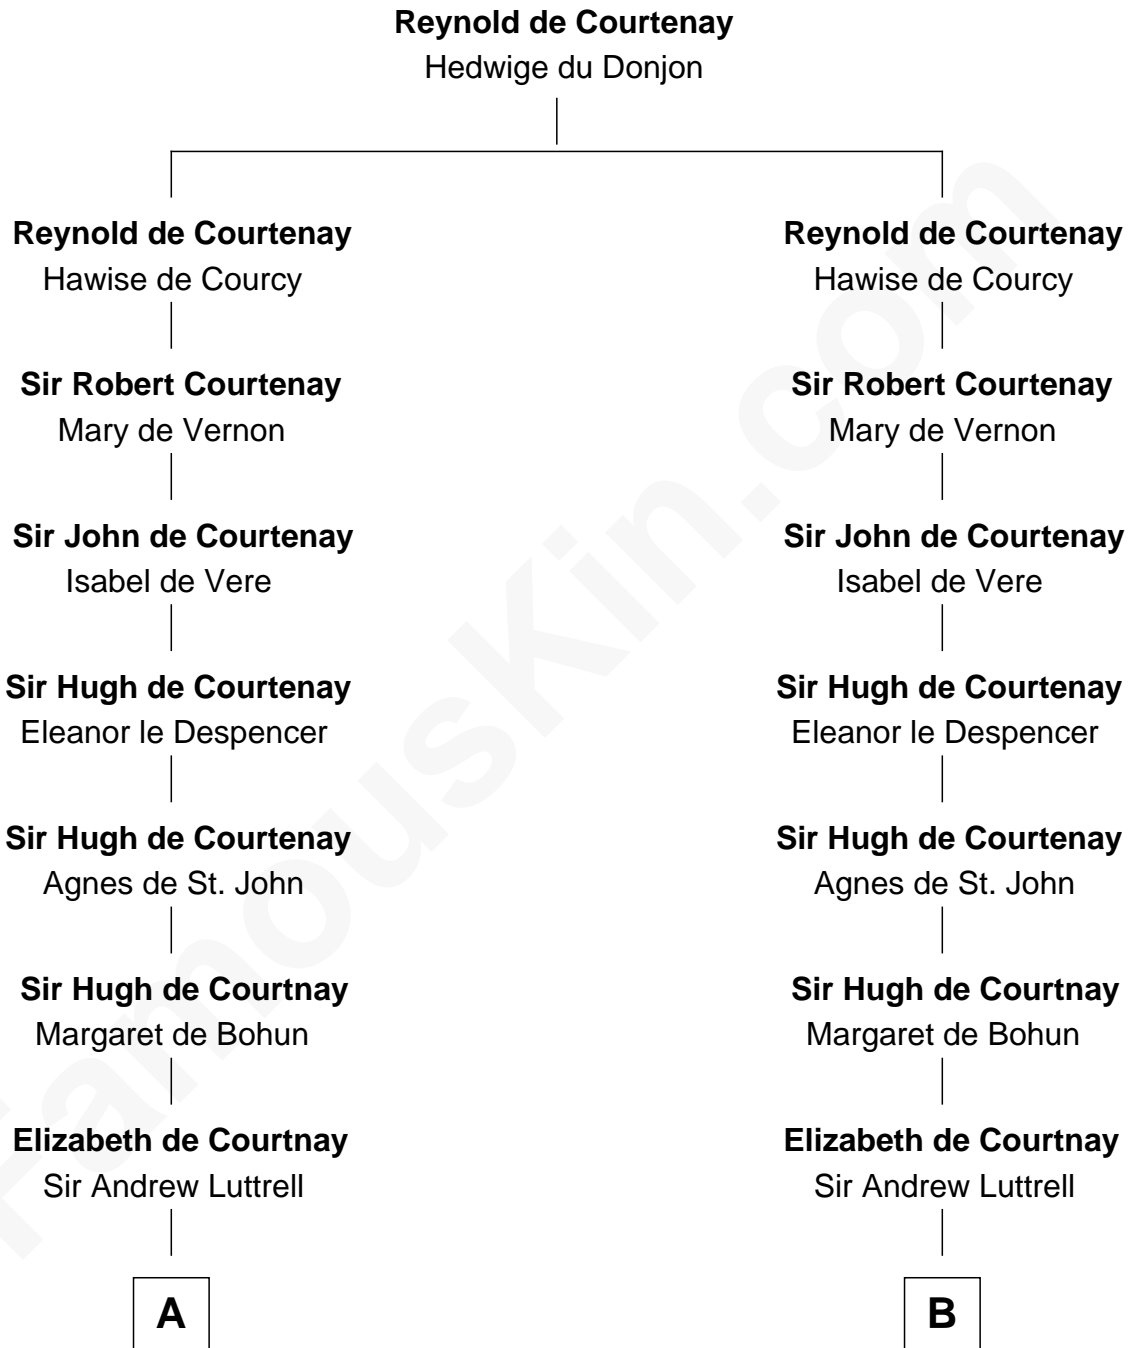 Reynold de Courtenay
Hedwige du Donjon
Reynold de Courtenay
Hawise de Courcy
Reynold de Courtenay
Hawise de Courcy
Sir Robert Courtenay
Mary de Vernon
Sir Robert Courtenay
Mary de Vernon
Sir John de Courtenay
Isabel de Vere
Sir John de Courtenay
Isabel de Vere
Sir Hugh de Courtenay
Eleanor le Despencer
Sir Hugh de Courtenay
Eleanor le Despencer
Sir Hugh de Courtenay
Agnes de St. John
Sir Hugh de Courtenay
Agnes de St. John
Sir Hugh de Courtnay
Margaret de Bohun
Sir Hugh de Courtnay
Margaret de Bohun
Elizabeth de Courtnay
Sir Andrew Luttrell
Elizabeth de Courtnay
Sir Andrew Luttrell
A
B
FamousKin.com